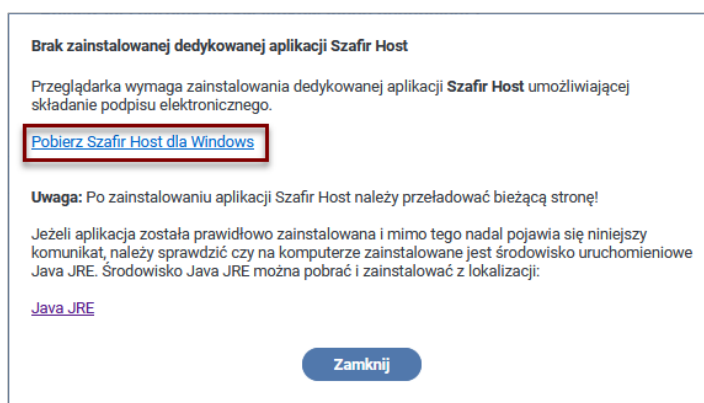 Brak zainstalowanej dedykowanej aplikacji Szafir Host
Przeglądarka wymaga zainstalowania dedykowanej aplikacji Szafir Host umożliwiającej
składanie podpisu elektronicznego.
Pobierz Szafir Host dla Windows
Uwaga: Po zainstalowaniu aplikacji Szafir Host należy przeładować bieżącą stronę!
Jeżeli aplikacja została prawidłowo zainstalowana i mimo tego nadal pojawia się niniejszy
komunikat, należy sprawdzić czy na komputerze zainstalowane jest środowisko uruchomieniowe
Java JRE. Środowisko Java JRE można pobrać i zainstalować z lokalizacji:
Java JRE
Zamknij